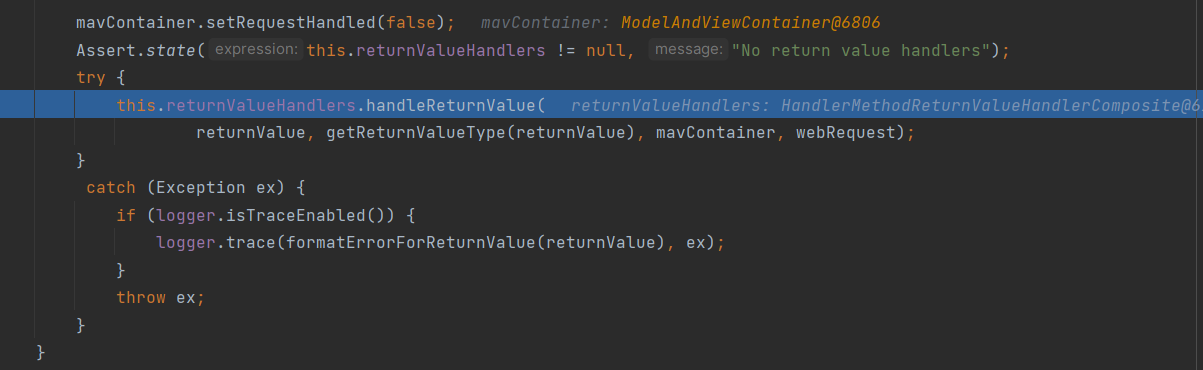 mavContainer.setRequestHandled(false);   mavContainer: ModelAndViewContainer@6806
Assert.state( expression: this.returnValueHandlers != null, message: "No return value handlers");
try {
this.returnValueHandlers.handleReturnValue(   returnValueHandlers: HandlerMethodReturnValueHandlerComposite@6
returnValue, getReturnValueType(returnValue), mavContainer, webRequest);
}
catch (Exception ex) {
if (logger.isTraceEnabled()) {
logger.trace(formatErrorForReturnValue(returnValue), ex);
}
throw ex;
}
}